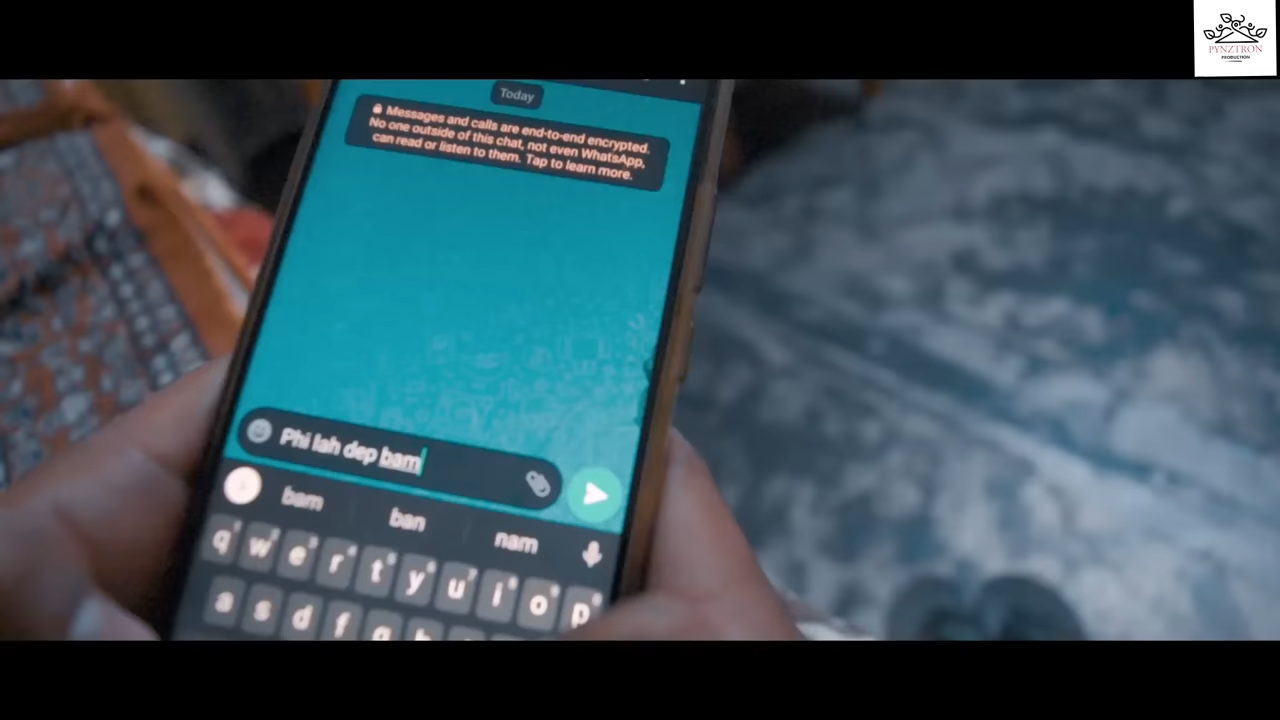 PYNZTRON
PRODUCTION
Today
Messages and calls are end-to-end encrypted.
No one outside of this chat, not even WhatsApp,
can read or listen to them. Tap to learn more.
Phi lah dep bam
bam ban nam
q w e r t y u i o p
a s d f g